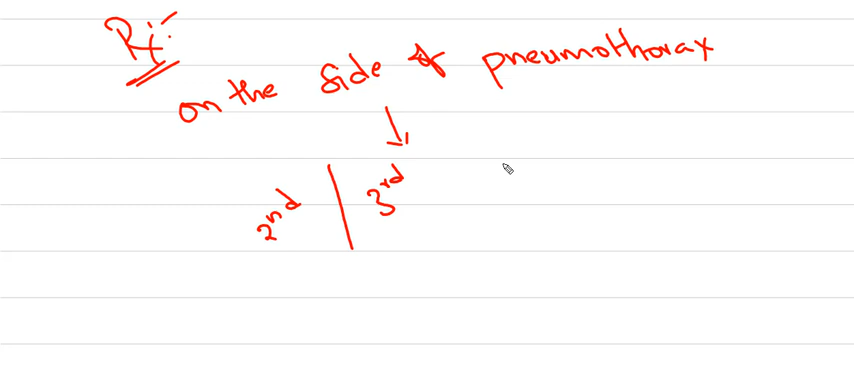 Rx:-
on the side of pneumothorax
2nd / 3rd